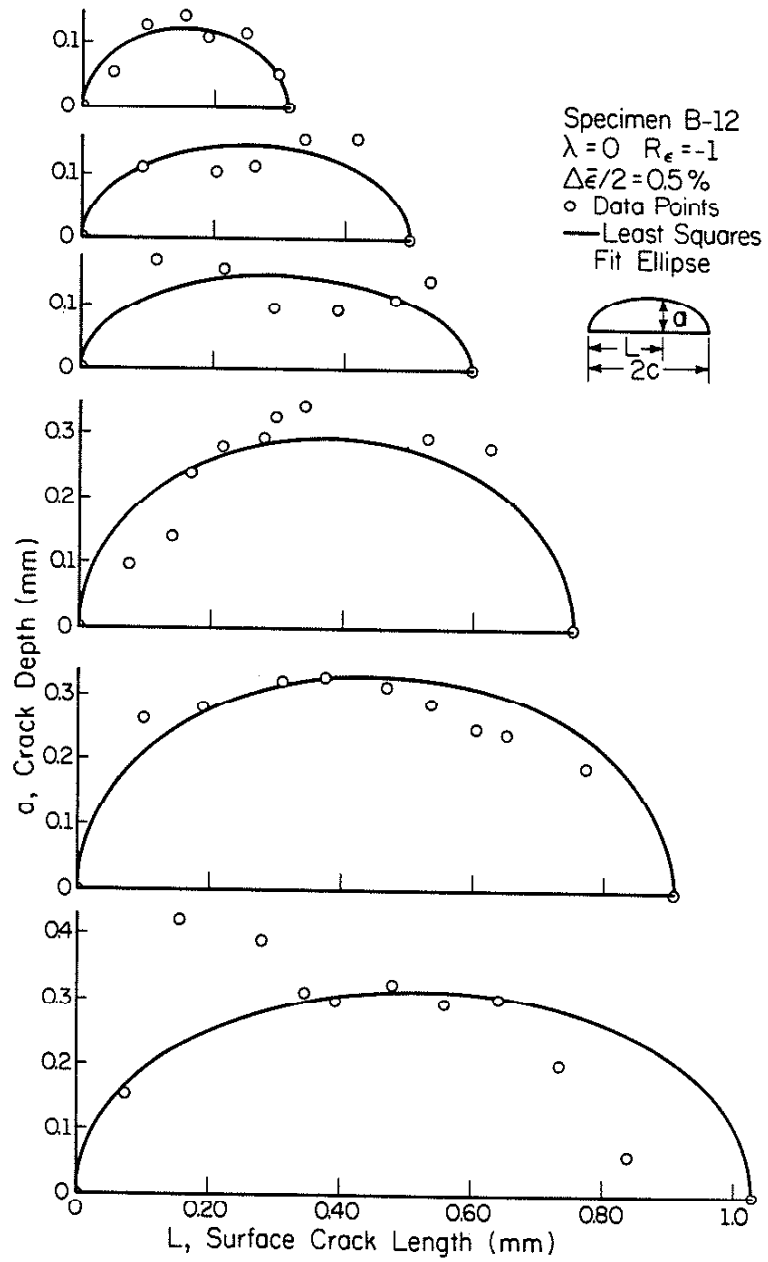 0.1
0
Specimen B-12
λ = 0 Rε = -1
Δε̄/2 = 0.5%
o Data Points
Least Squares
Fit Ellipse
0.1
0
0.1
0
a
L
2c
0.3
0.2
0.1
0
a, Crack Depth (mm)
0.3
0.2
0.1
0
0.4
0.3
0.2
0.1
0
0 0.20 0.40 0.60 0.80 1.0
L, Surface Crack Length (mm)